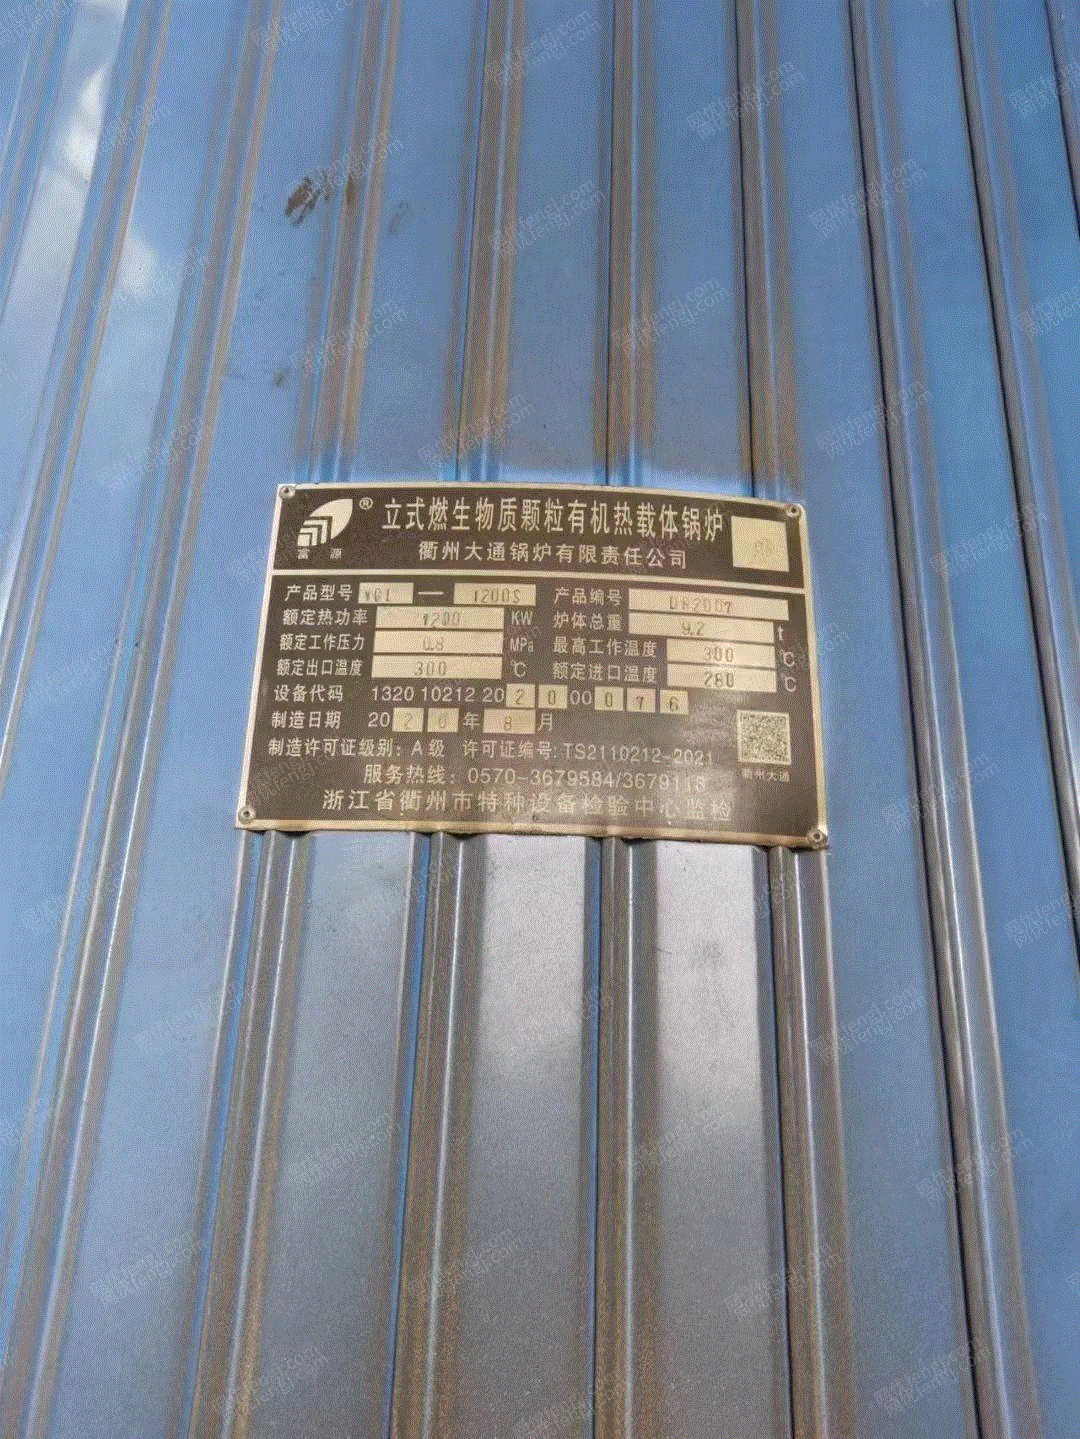 ® 立式燃生物质颗粒有机热载体锅炉
富源
衢州大通锅炉有限责任公司
产品型号 YGL — 1200S 产品编号 DR2007
额定热功率 1200 KW 炉体总重 9.2 t
额定工作压力 0.8 MPa 最高工作温度 300 ℃
额定出口温度 300 ℃ 额定进口温度 280 ℃
设备代码 1320 10212 20 2 0 00 0 7 6
制造日期 20 2 0 年 8 月
制造许可证级别：A 级 许可证编号：TS2110212-2021
衢州大通
服务热线：0570-3679584/3679118
浙江省衢州市特种设备检验中心监检